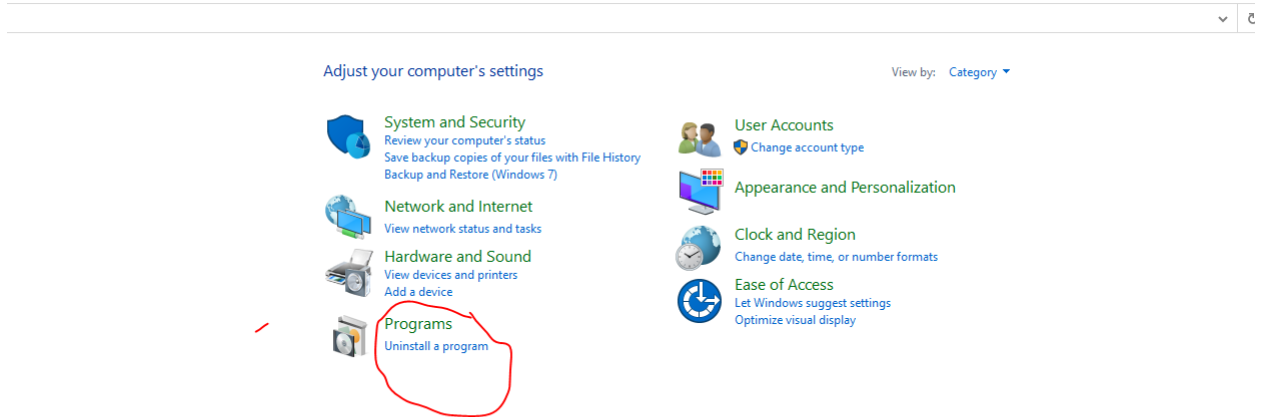 Adjust your computer's settings
View by: Category
System and Security
Review your computer's status
Save backup copies of your files with File History
Backup and Restore (Windows 7)
Network and Internet
View network status and tasks
Hardware and Sound
View devices and printers
Add a device
Programs
Uninstall a program
User Accounts
Change account type
Appearance and Personalization
Clock and Region
Change date, time, or number formats
Ease of Access
Let Windows suggest settings
Optimize visual display